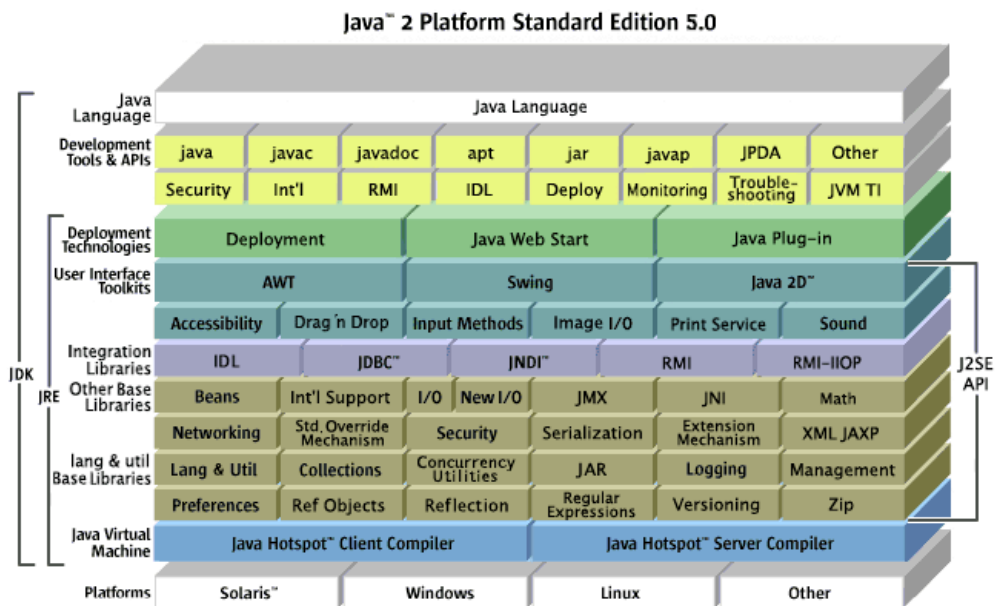 Java™ 2 Platform Standard Edition 5.0
Java
Language
Java Language
Development
Tools & APIs
java javac javadoc apt jar javap JPDA Other
Security Int'l RMI IDL Deploy Monitoring Trouble-
shooting JVM TI
Deployment
Technologies
Deployment Java Web Start Java Plug-in
User Interface
Toolkits
AWT Swing Java 2D™
Accessibility Drag 'n Drop Input Methods Image I/O Print Service Sound
Integration
Libraries
IDL JDBC™ JNDI™ RMI RMI-IIOP
JDK
JRE
J2SE
API
Other Base
Libraries
Beans Int'l Support I/O New I/O JMX JNI Math
Networking Std. Override
Mechanism Security Serialization Extension
Mechanism XML JAXP
lang & util
Base Libraries
Lang & Util Collections Concurrency
Utilities JAR Logging Management
Preferences Ref Objects Reflection Regular
Expressions Versioning Zip
Java Virtual
Machine
Java Hotspot™ Client Compiler Java Hotspot™ Server Compiler
Platforms
Solaris™ Windows Linux Other